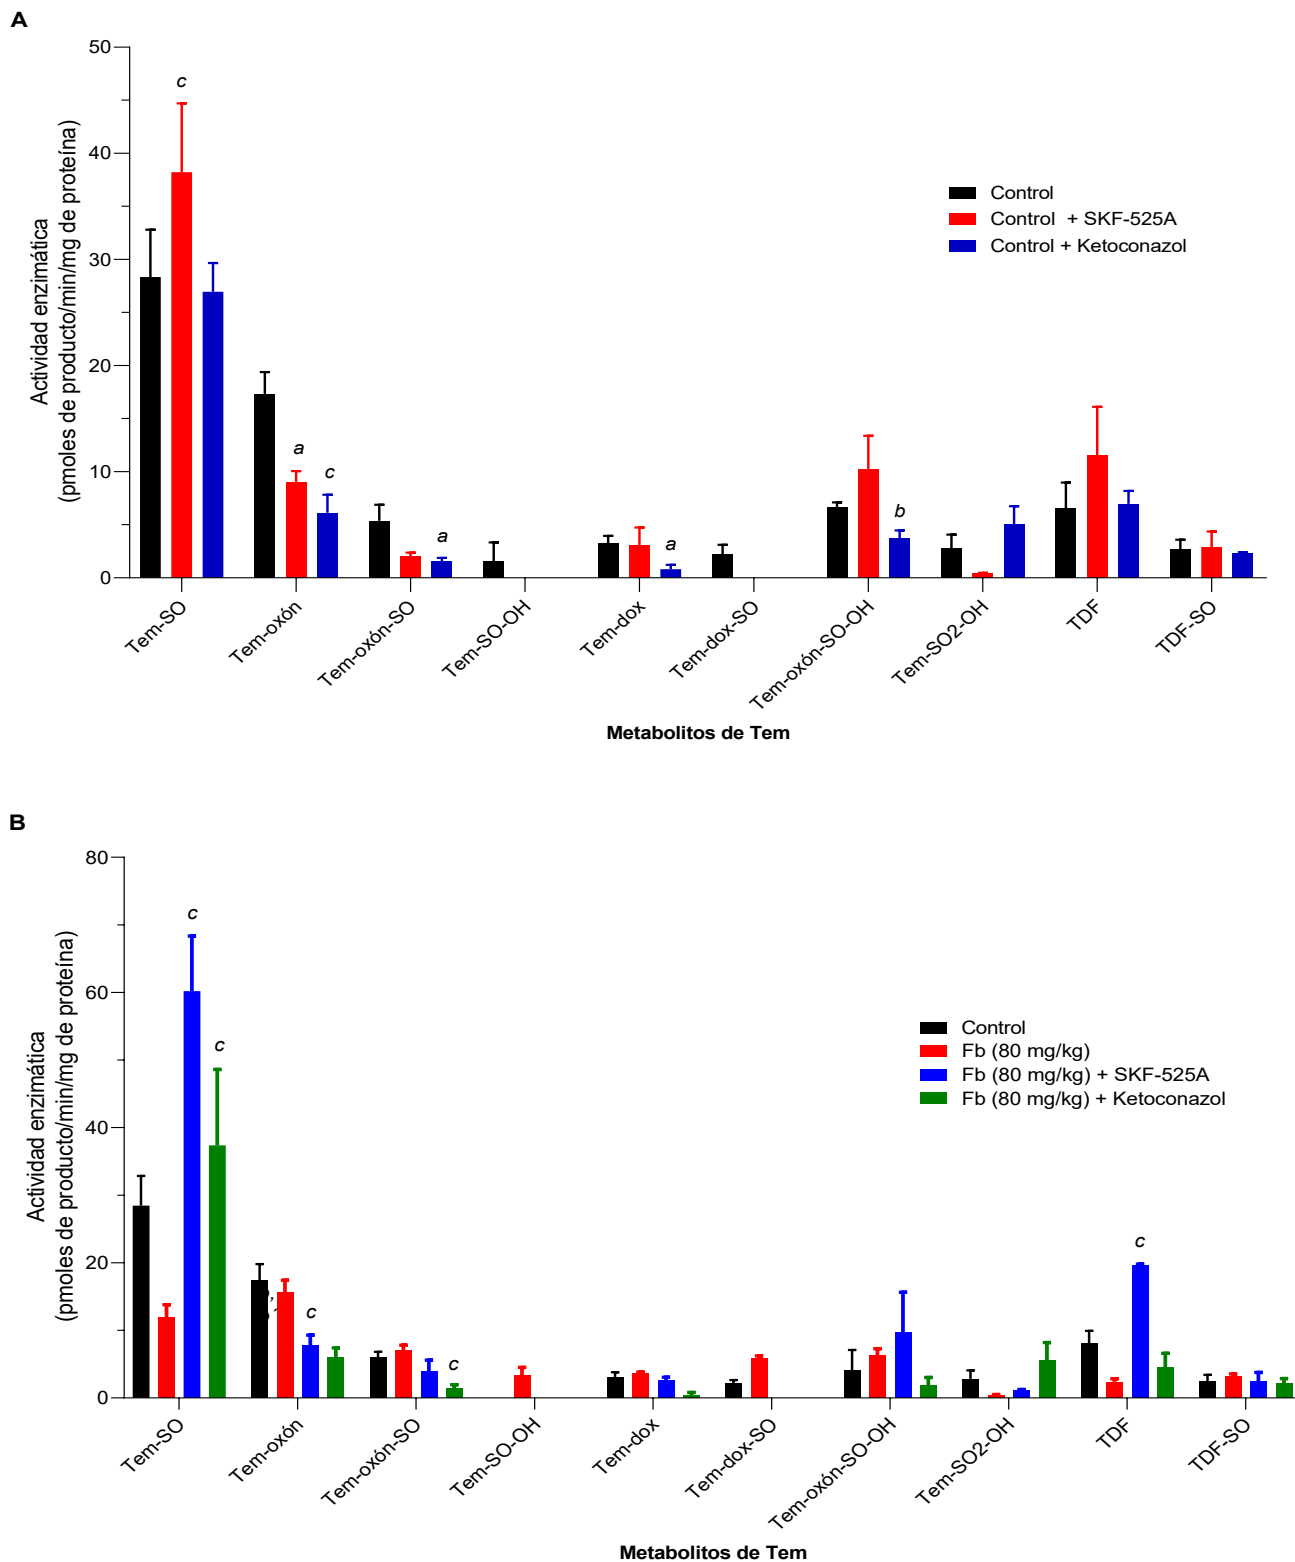 A
Actividad enzimática
(pmoles de producto/min/mg de proteína)
50
40
30
20
10
0
c
a
c
a
a
b
Control
Control + SKF-525A
Control + Ketoconazol
Tem-SO
Tem-oxón
Tem-oxón-SO
Tem-SO-OH
Tem-dox
Tem-dox-SO
Tem-oxón-SO-OH
Tem-SO2-OH
TDF
TDF-SO
Metabolitos de Tem
B
Actividad enzimática
(pmoles de producto/min/mg de proteína)
80
60
40
20
0
c
c
c
c
c
Control
Fb (80 mg/kg)
Fb (80 mg/kg) + SKF-525A
Fb (80 mg/kg) + Ketoconazol
Tem-SO
Tem-oxón
Tem-oxón-SO
Tem-SO-OH
Tem-dox
Tem-dox-SO
Tem-oxón-SO-OH
Tem-SO2-OH
TDF
TDF-SO
Metabolitos de Tem